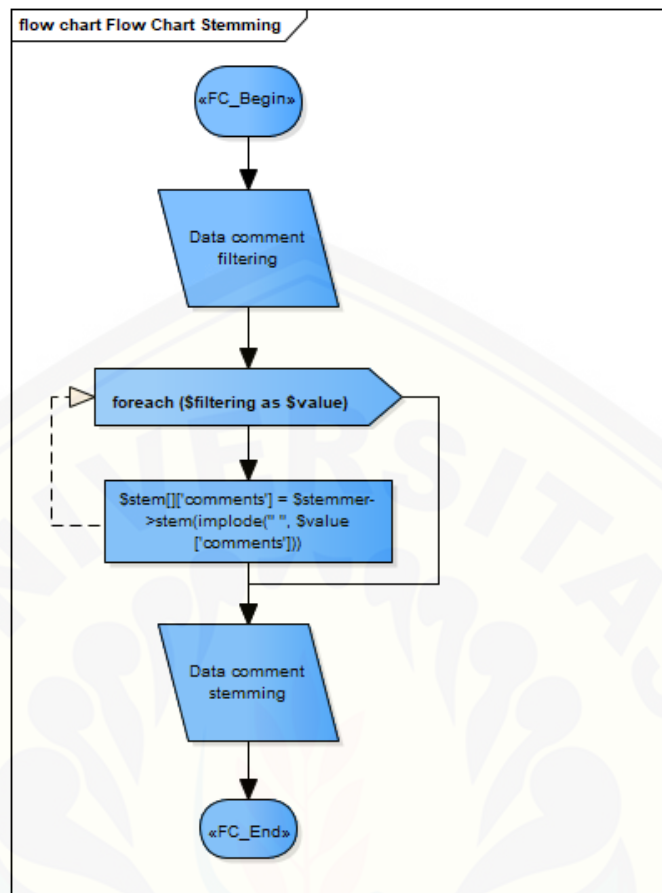 flow chart Flow Chart Stemming
«FC_Begin»
Data comment
filtering
foreach ($filtering as $value)
$stem[]['comments'] = $stemmer-
>stem(implode(" ", $value
['comments']))
Data comment
stemming
«FC_End»
UNIVERSITAS